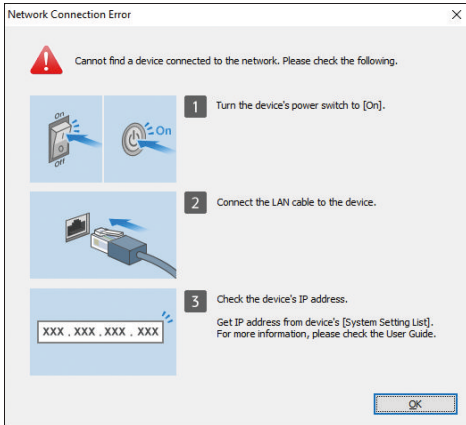 Network Connection Error
Cannot find a device connected to the network. Please check the following.
on
off
On
1
Turn the device's power switch to [On].
2
Connect the LAN cable to the device.
3
Check the device's IP address.
Get IP address from device's [System Setting List].
For more information, please check the User Guide.
XXX . XXX . XXX . XXX
OK